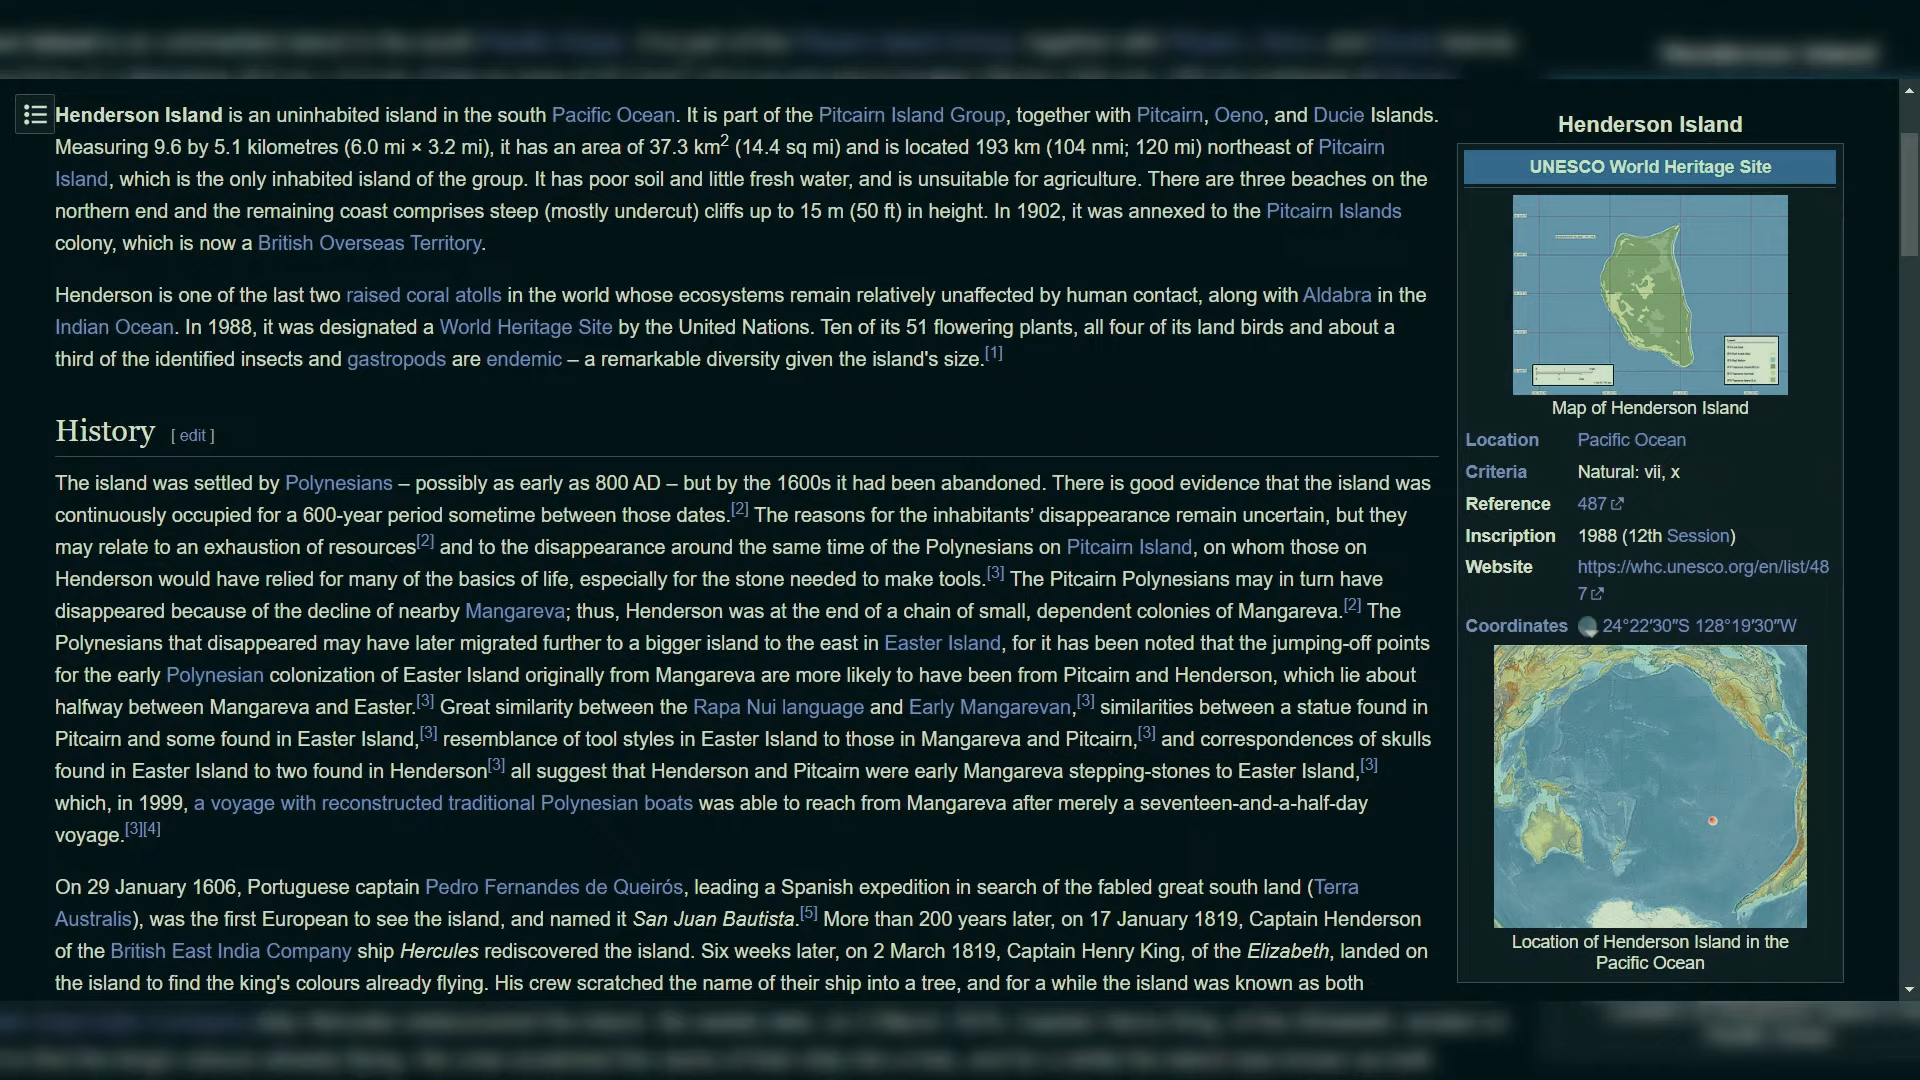 Henderson Island is an uninhabited island in the south Pacific Ocean. It is part of the Pitcairn Island Group, together with Pitcairn, Oeno, and Ducie Islands.
Measuring 9.6 by 5.1 kilometres (6.0 mi × 3.2 mi), it has an area of 37.3 km2 (14.4 sq mi) and is located 193 km (104 nmi; 120 mi) northeast of Pitcairn
Island, which is the only inhabited island of the group. It has poor soil and little fresh water, and is unsuitable for agriculture. There are three beaches on the
northern end and the remaining coast comprises steep (mostly undercut) cliffs up to 15 m (50 ft) in height. In 1902, it was annexed to the Pitcairn Islands
colony, which is now a British Overseas Territory.
Henderson is one of the last two raised coral atolls in the world whose ecosystems remain relatively unaffected by human contact, along with Aldabra in the
Indian Ocean. In 1988, it was designated a World Heritage Site by the United Nations. Ten of its 51 flowering plants, all four of its land birds and about a
third of the identified insects and gastropods are endemic – a remarkable diversity given the island's size.[1]
History [ edit ]
The island was settled by Polynesians – possibly as early as 800 AD – but by the 1600s it had been abandoned. There is good evidence that the island was
continuously occupied for a 600-year period sometime between those dates.[2] The reasons for the inhabitants’ disappearance remain uncertain, but they
may relate to an exhaustion of resources[2] and to the disappearance around the same time of the Polynesians on Pitcairn Island, on whom those on
Henderson would have relied for many of the basics of life, especially for the stone needed to make tools.[3] The Pitcairn Polynesians may in turn have
disappeared because of the decline of nearby Mangareva; thus, Henderson was at the end of a chain of small, dependent colonies of Mangareva.[2] The
Polynesians that disappeared may have later migrated further to a bigger island to the east in Easter Island, for it has been noted that the jumping-off points
for the early Polynesian colonization of Easter Island originally from Mangareva are more likely to have been from Pitcairn and Henderson, which lie about
halfway between Mangareva and Easter.[3] Great similarity between the Rapa Nui language and Early Mangarevan,[3] similarities between a statue found in
Pitcairn and some found in Easter Island,[3] resemblance of tool styles in Easter Island to those in Mangareva and Pitcairn,[3] and correspondences of skulls
found in Easter Island to two found in Henderson[3] all suggest that Henderson and Pitcairn were early Mangareva stepping-stones to Easter Island,[3]
which, in 1999, a voyage with reconstructed traditional Polynesian boats was able to reach from Mangareva after merely a seventeen-and-a-half-day
voyage.[3][4]
On 29 January 1606, Portuguese captain Pedro Fernandes de Queirós, leading a Spanish expedition in search of the fabled great south land (Terra
Australis), was the first European to see the island, and named it San Juan Bautista.[5] More than 200 years later, on 17 January 1819, Captain Henderson
of the British East India Company ship Hercules rediscovered the island. Six weeks later, on 2 March 1819, Captain Henry King, of the Elizabeth, landed on
the island to find the king's colours already flying. His crew scratched the name of their ship into a tree, and for a while the island was known as both
Henderson Island
UNESCO World Heritage Site
Map of Henderson Island
Location Pacific Ocean
Criteria Natural: vii, x
Reference 487
Inscription 1988 (12th Session)
Website https://whc.unesco.org/en/list/48
7
Coordinates 24°22′30″S 128°19′30″W
Location of Henderson Island in the
Pacific Ocean